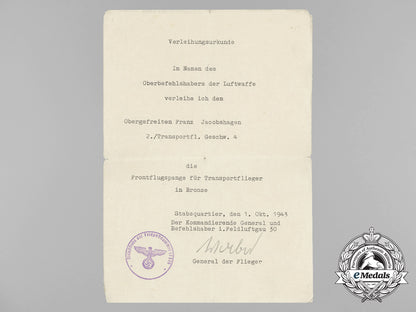 Verleihungsurkunde
Im Namen des
Oberbefehlshabers der Luftwaffe
verleihe ich dem
Obergefreiten Franz Jacobshagen
2./Transportfl. Geschw. 4
die
Frontflugspange für Transportflieger
in Bronze
Stabsquartier, den 1. Okt. 1943
Der Kommandierende General und
Befehlshaber i. Feldluftgau 30
General der Flieger
eMedals